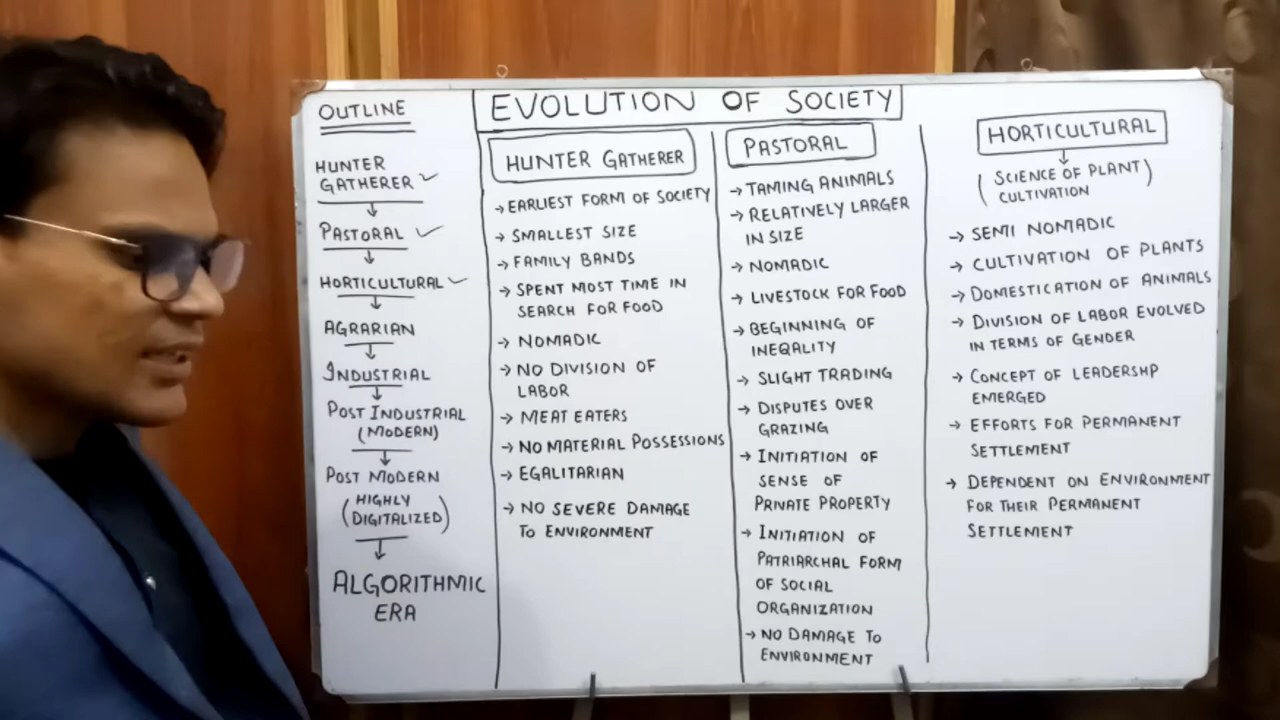 EVOLUTION OF SOCIETY
OUTLINE
HUNTER
GATHERER
PASTORAL
HORTICULTURAL
AGRARIAN
INDUSTRIAL
POST INDUSTRIAL
(MODERN)
POST MODERN
(HIGHLY
DIGITALIZED)
ALGORITHMIC
ERA
HUNTER GATHERER
→ EARLIEST FORM OF SOCIETY
→ SMALLEST SIZE
→ FAMILY BANDS
→ SPENT MOST TIME IN
SEARCH FOR FOOD
→ NOMADIC
→ NO DIVISION OF
LABOR
→ MEAT EATERS
→ NO MATERIAL POSSESSIONS
→ EGALITARIAN
→ NO SEVERE DAMAGE
TO ENVIRONMENT
PASTORAL
→ TAMING ANIMALS
→ RELATIVELY LARGER
IN SIZE
→ NOMADIC
→ LIVESTOCK FOR FOOD
→ BEGINNING OF
INEQALITY
→ SLIGHT TRADING
→ DISPUTES OVER
GRAZING
→ INITIATION OF
SENSE OF
PRIVATE PROPERTY
→ INITIATION OF
PATRIARCHAL FORM
OF SOCIAL
ORGANIZATION
→ NO DAMAGE TO
ENVIRONMENT
HORTICULTURAL
(SCIENCE OF PLANT
CULTIVATION)
→ SEMI NOMADIC
→ CULTIVATION OF PLANTS
→ DOMESTICATION OF ANIMALS
→ DIVISION OF LABOR EVOLVED
IN TERMS OF GENDER
→ CONCEPT OF LEADERSHP
EMERGED
→ EFFORTS FOR PERMANENT
SETTLEMENT
→ DEPENDENT ON ENVIRONMENT
FOR THEIR PERMANENT
SETTLEMENT